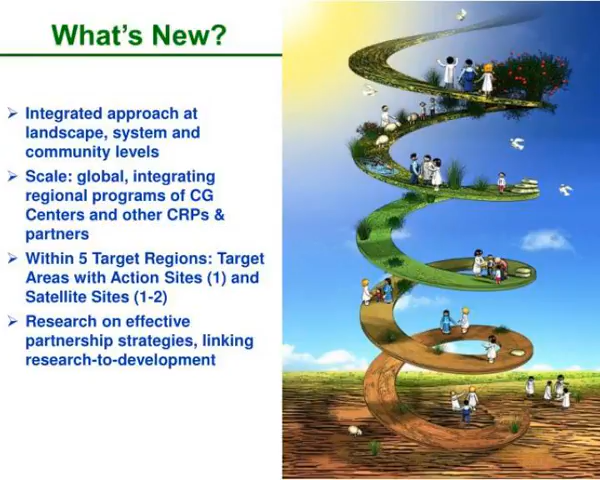 What's New?
➢ Integrated approach at
landscape, system and
community levels
➢ Scale: global, integrating
regional programs of CG
Centers and other CRPs &
partners
➢ Within 5 Target Regions: Target
Areas with Action Sites (1) and
Satellite Sites (1-2)
➢ Research on effective
partnership strategies, linking
research-to-development